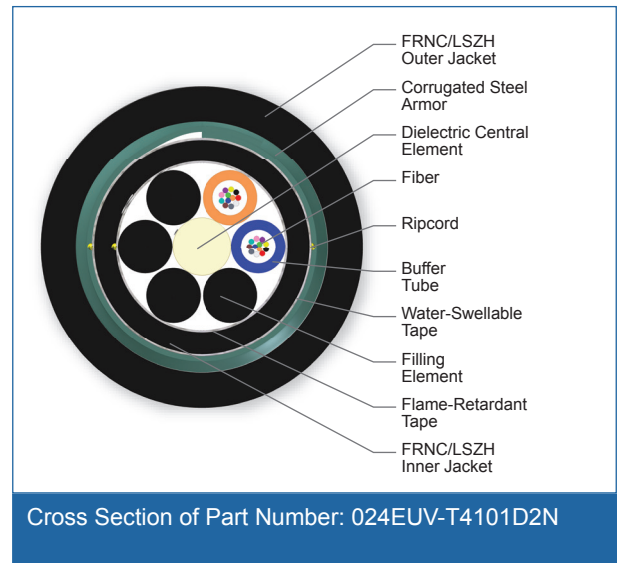 FRNC/LSZH
Outer Jacket
Corrugated Steel
Armor
Dielectric Central
Element
Fiber
Ripcord
Buffer
Tube
Water-Swellable
Tape
Filling
Element
Flame-Retardant
Tape
FRNC/LSZH
Inner Jacket
Cross Section of Part Number: 024EUV-T4101D2N